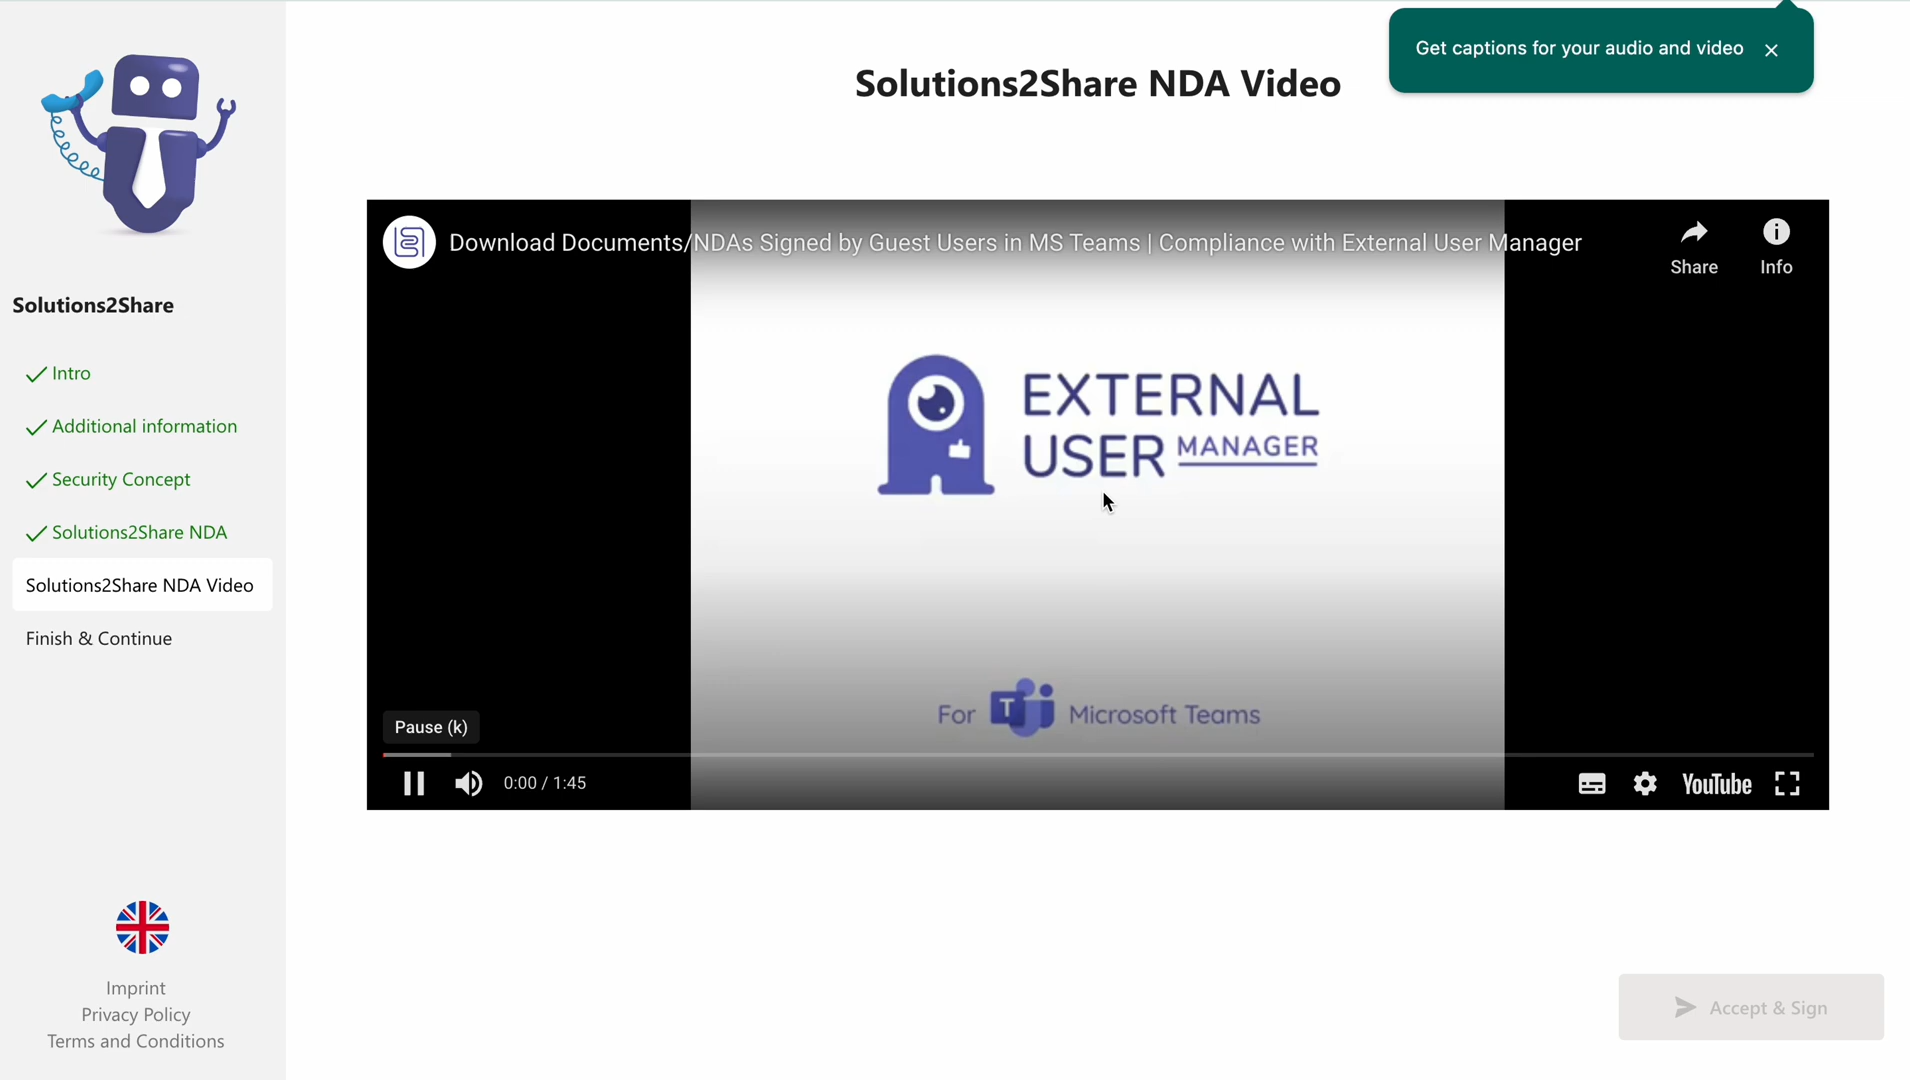 Get captions for your audio and video
Solutions2Share NDA Video
Download Documents/NDAs Signed by Guest Users in MS Teams | Compliance with External User Manager
Share
Info
Solutions2Share
Intro
Additional information
Security Concept
Solutions2Share NDA
Solutions2Share NDA Video
Finish & Continue
EXTERNAL
USER MANAGER
For T Microsoft Teams
Pause (k)
0:00 / 1:45
YouTube
Imprint
Privacy Policy
Terms and Conditions
Accept & Sign